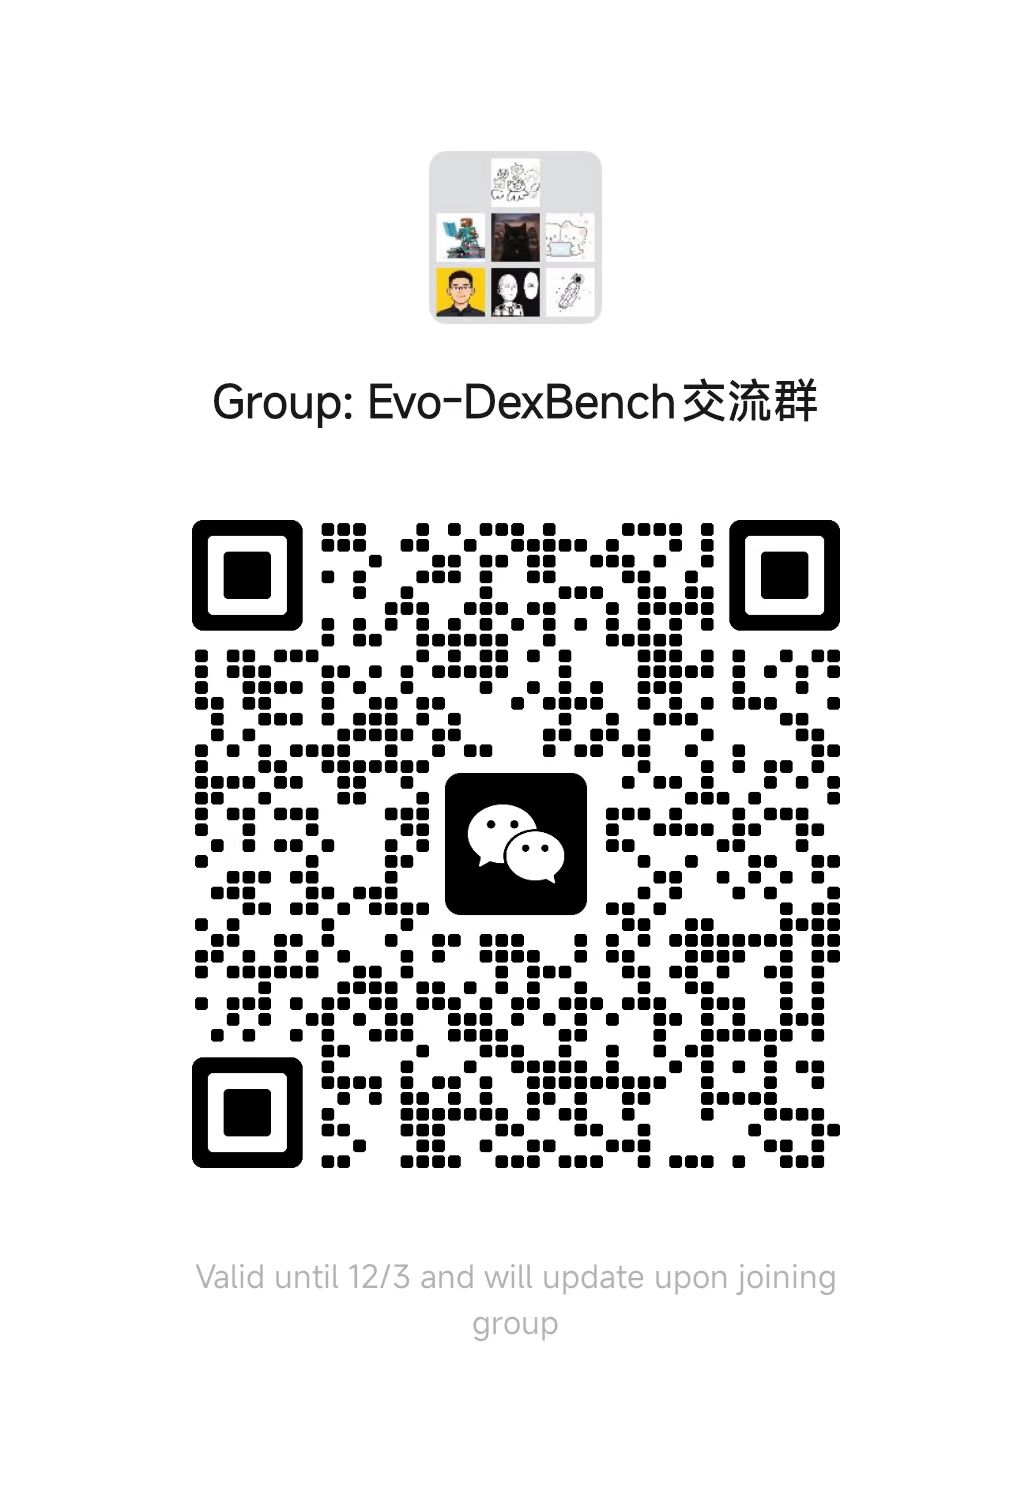 Group: Evo-DexBench交流群
Valid until 12/3 and will update upon joining
group